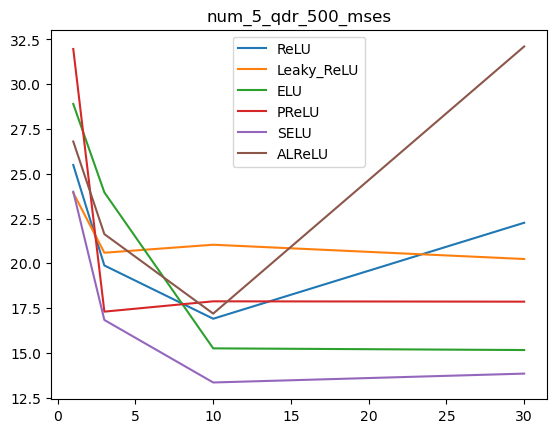 num_5_qdr_500_mses
32.5
30.0
27.5
25.0
22.5
20.0
17.5
15.0
12.5
ReLU
Leaky_ReLU
ELU
PReLU
SELU
ALReLU
0 5 10 15 20 25 30